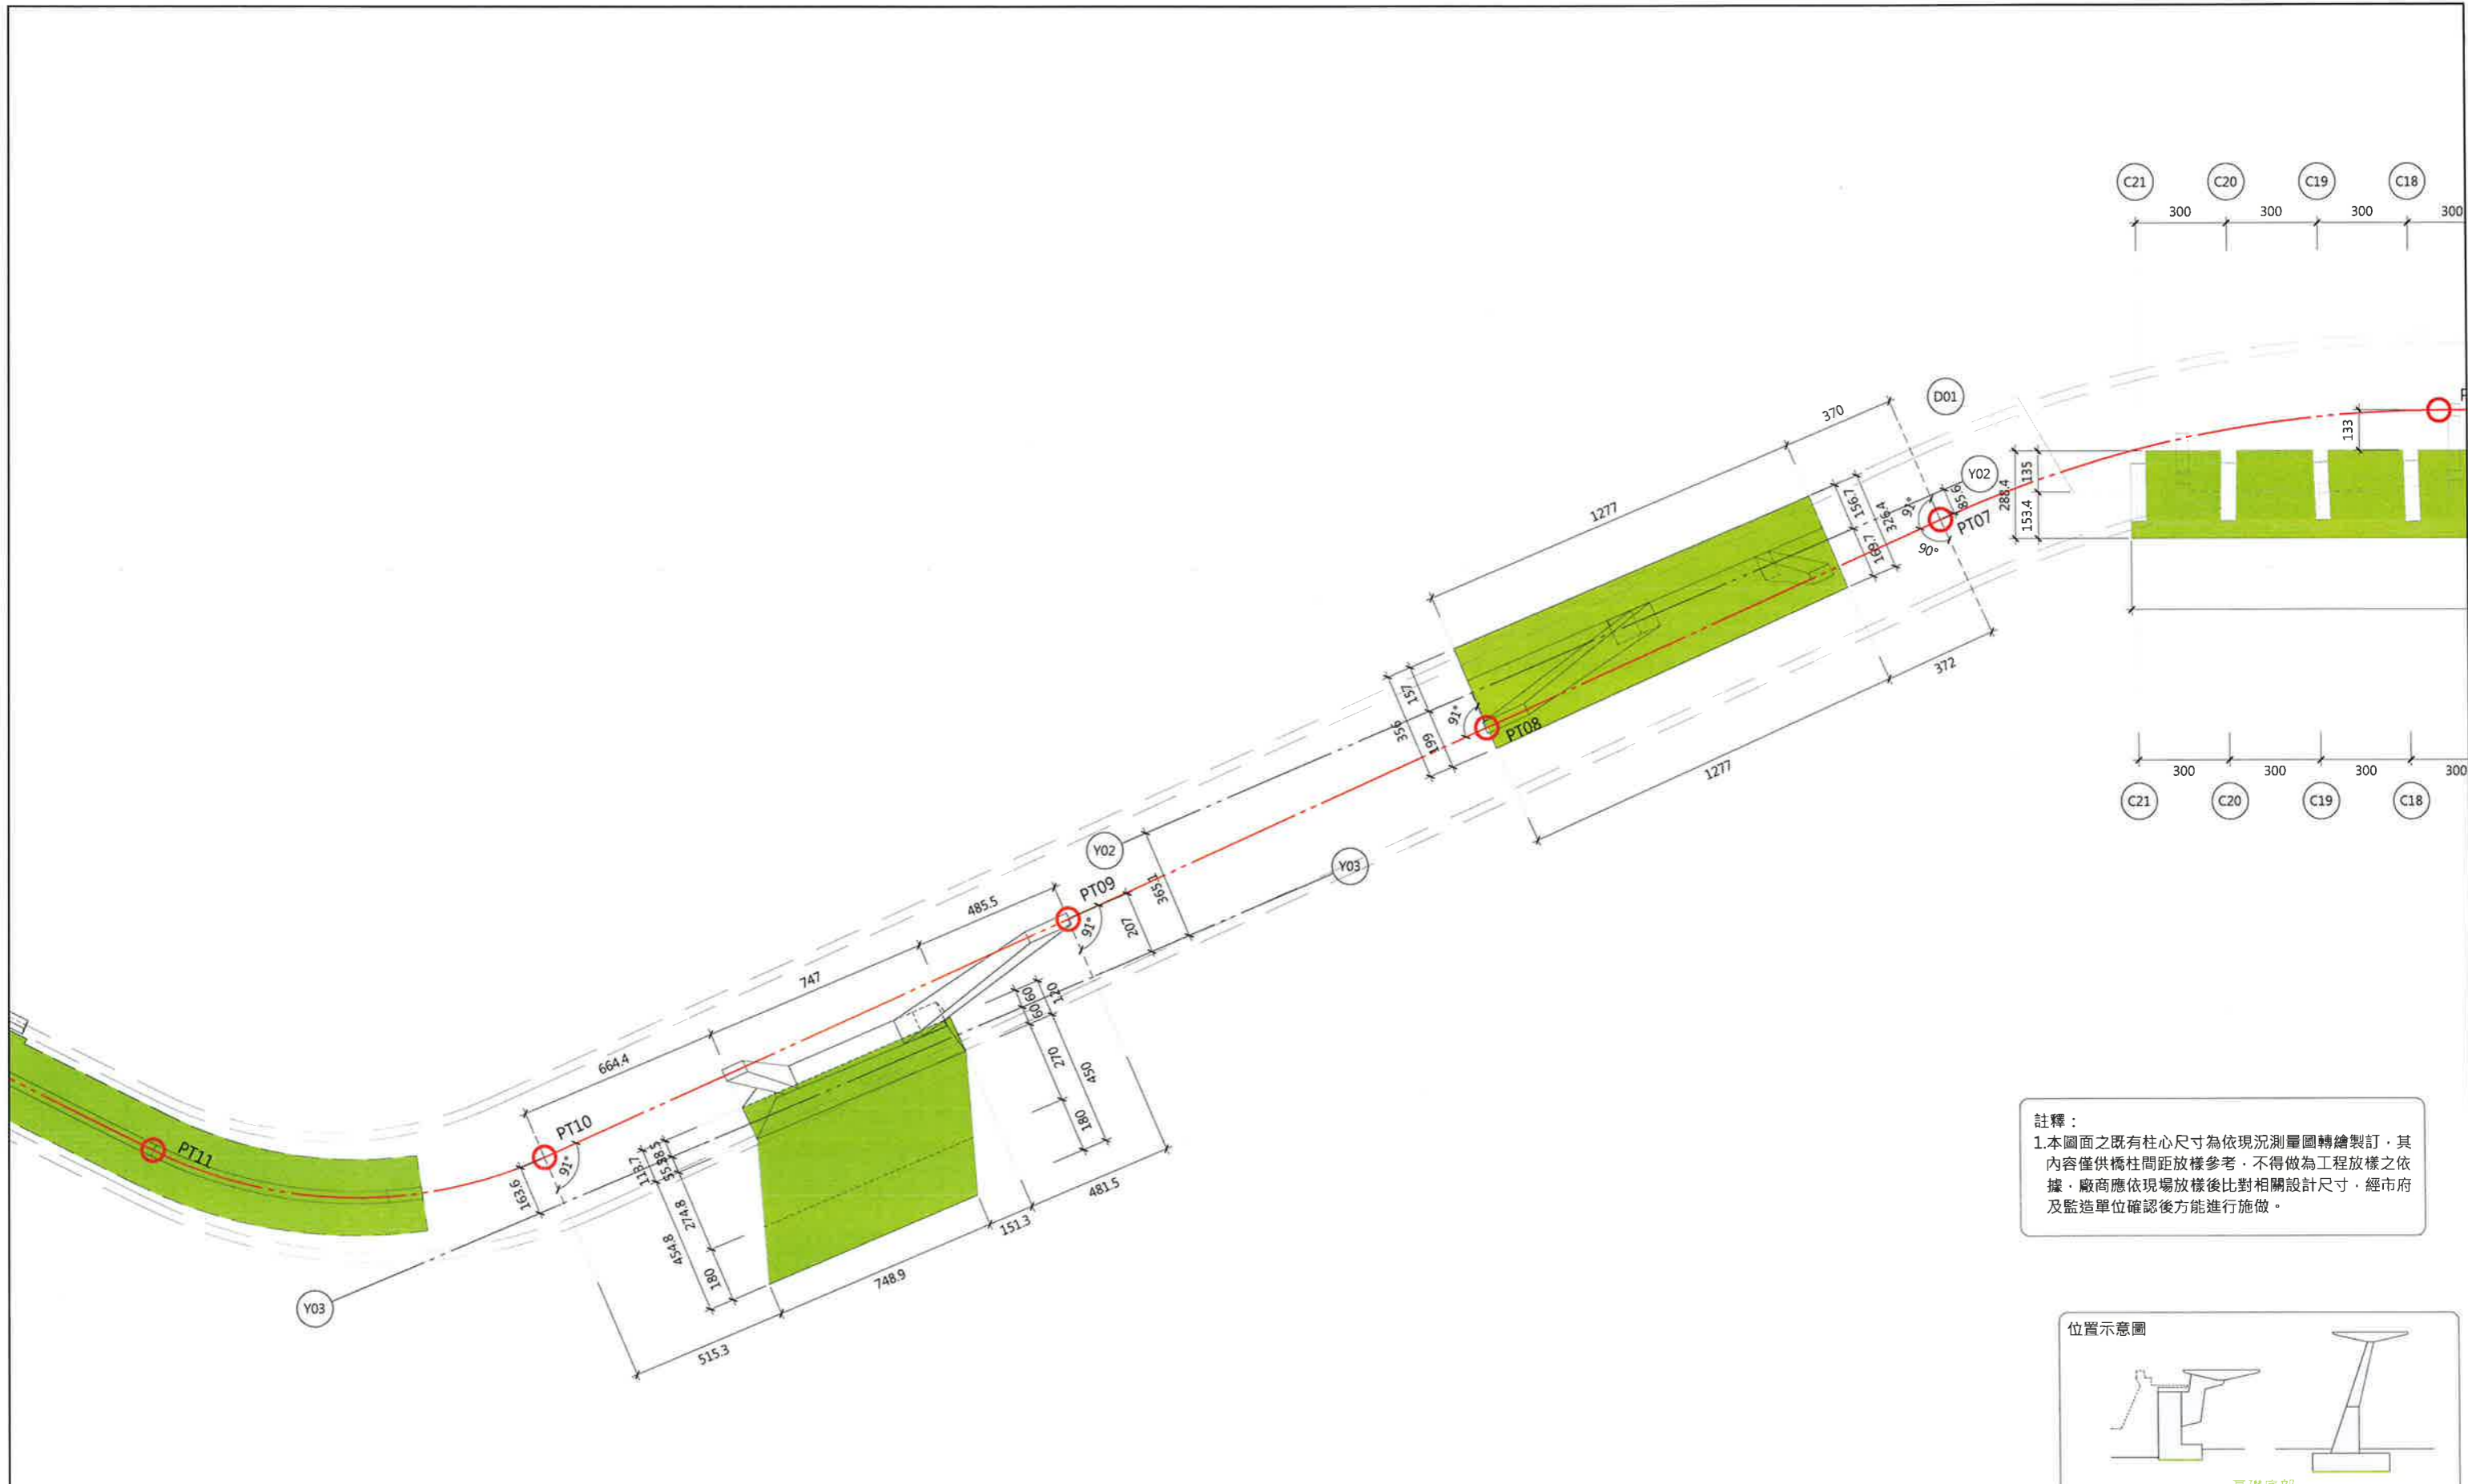 C21
C20
C19
C18
300
300
300
300
D01
370
1277
Y02
133
135
288.4
153.4
85.6
91°
PT07
90°
156.7
326.4
169.7
372
1277
157
356
199
91°
PT08
300
300
300
300
C21
C20
C19
C18
Y02
Y03
365.1
PT09
485.5
91°
207
747
60
60
120
270
450
180
664.4
PT10
91°
163.6
PT11
118.7
274.8
454.8
180
481.5
151.3
748.9
515.3
Y03
註釋：
1.本圖面之既有柱心尺寸為依現況測量圖轉繪製訂，其
內容僅供橋柱間距放樣參考，不得做為工程放樣之依
據，廠商應依現場放樣後比對相關設計尺寸，經市府
及監造單位確認後方能進行施做。
位置示意圖